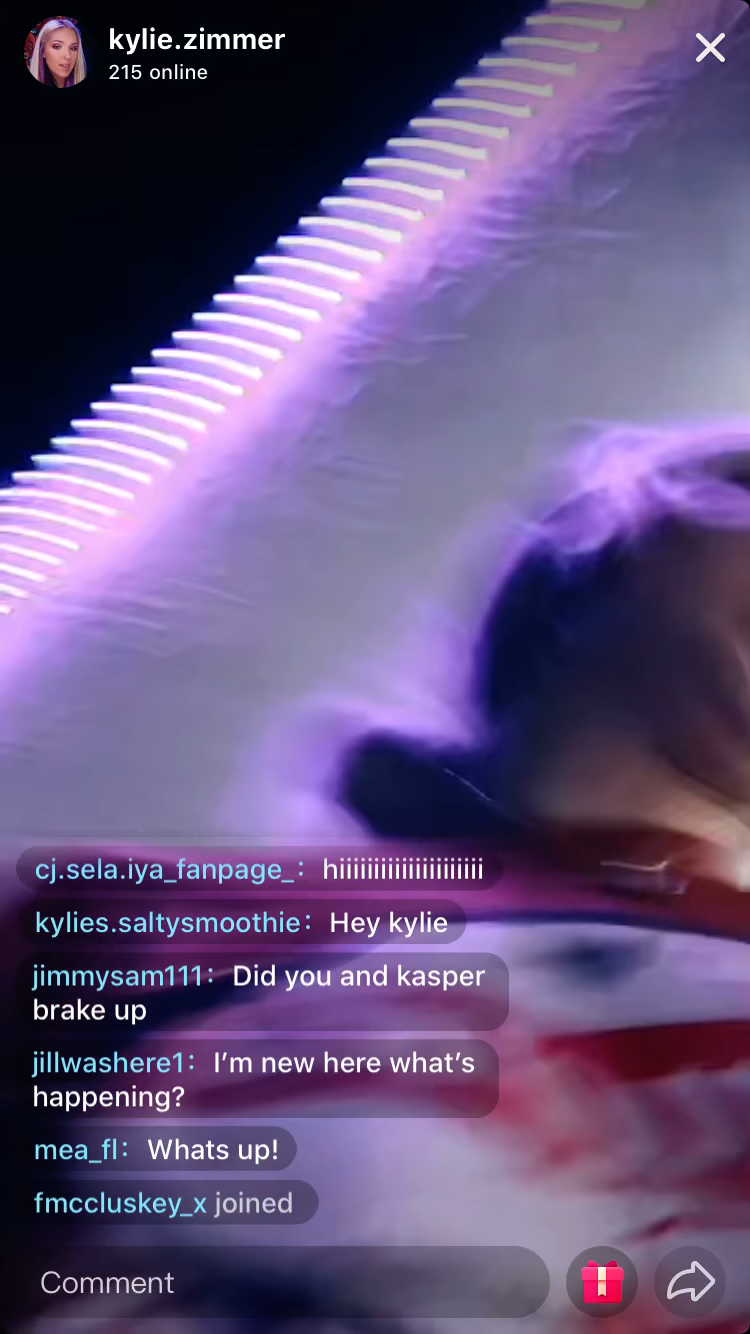 kylie.zimmer
215 online
cj.sela.iya_fanpage_: hiiiiiiiiiiiiiiiiiiiii
kylies.saltysmoothie: Hey kylie
jimmysam111: Did you and kasper
brake up
jillwashere1: I’m new here what’s
happening?
mea_fl: Whats up!
fmccluskey_x joined
Comment